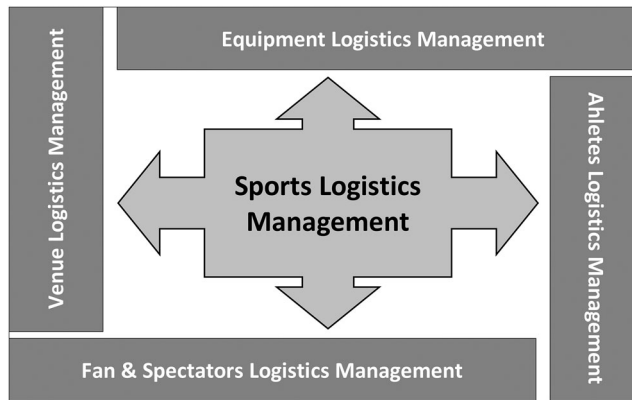 Equipment Logistics Management
Venue Logistics Management
Sports Logistics
Management
Ahletes Logistics Management
Fan & Spectators Logistics Management